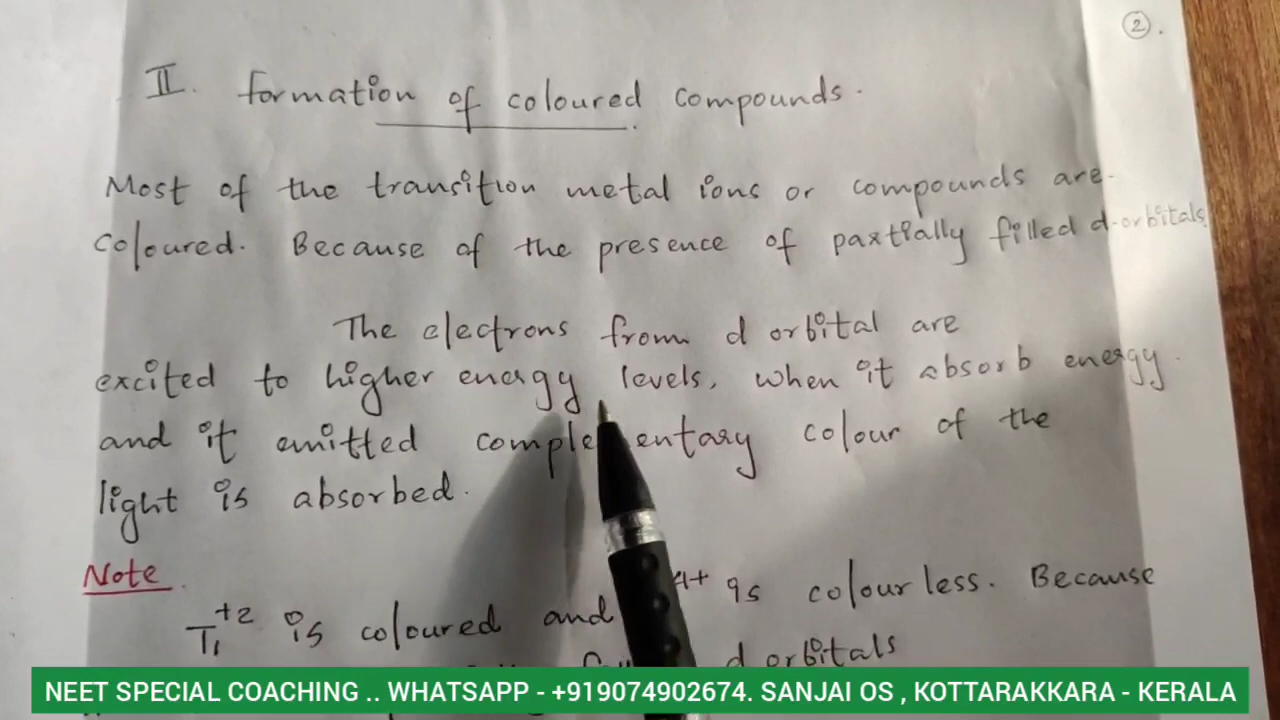 2.
II. Formation of coloured compounds.
Most of the transition metal ions or compounds are
coloured. Because of the presence of partially filled d-orbitals
The electrons from d orbital are
excited to higher energy levels, when it absorb energy.
and it emitted complementary colour of the
light is absorbed.
Note
Ti+2 is coloured and 4+ is colourless. Because
d orbitals
NEET SPECIAL COACHING .. WHATSAPP - +919074902674. SANJAI OS , KOTTARAKKARA - KERALA